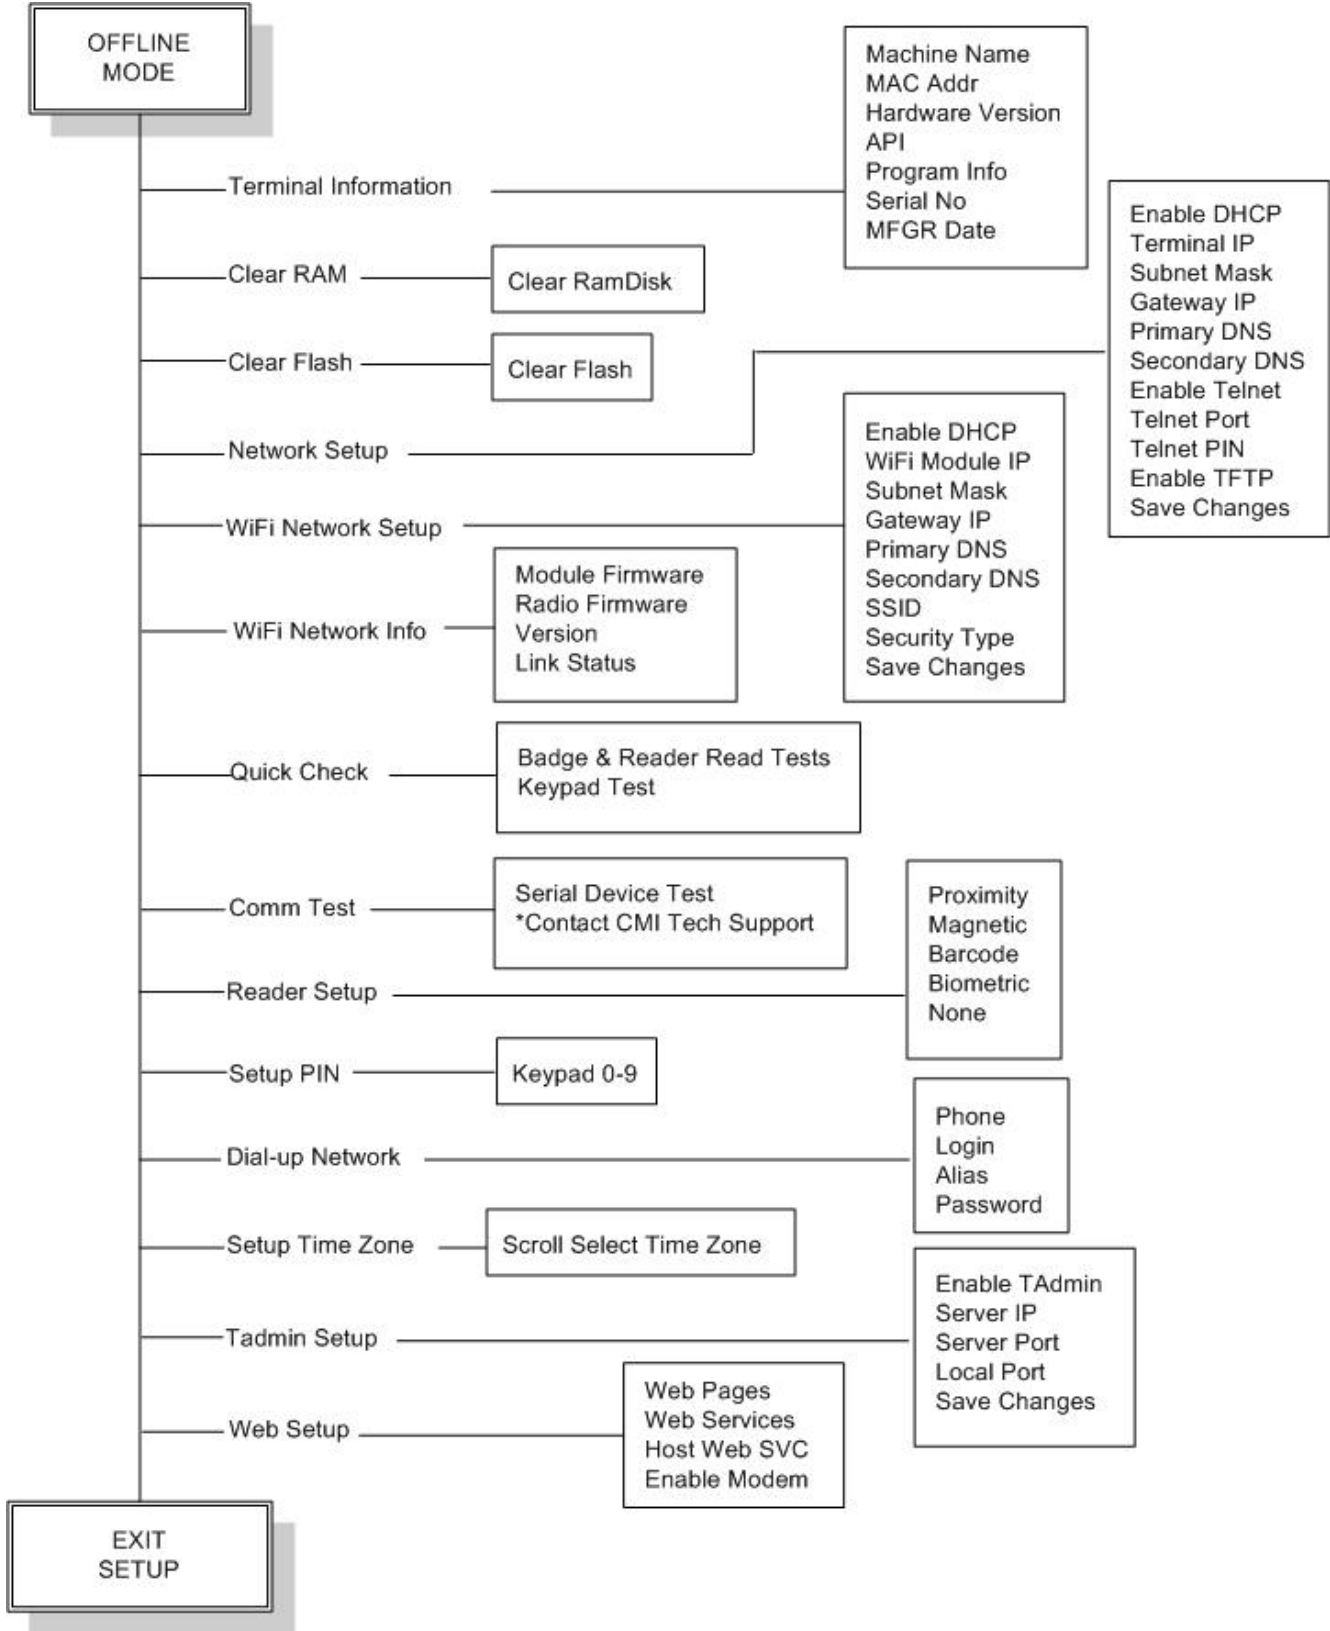 OFFLINE
MODE
Terminal Information
Machine Name
MAC Addr
Hardware Version
API
Program Info
Serial No
MFGR Date
Clear RAM
Clear RamDisk
Clear Flash
Clear Flash
Network Setup
Enable DHCP
Terminal IP
Subnet Mask
Gateway IP
Primary DNS
Secondary DNS
Enable Telnet
Telnet Port
Telnet PIN
Enable TFTP
Save Changes
WiFi Network Setup
Enable DHCP
WiFi Module IP
Subnet Mask
Gateway IP
Primary DNS
Secondary DNS
SSID
Security Type
Save Changes
WiFi Network Info
Module Firmware
Radio Firmware
Version
Link Status
Quick Check
Badge & Reader Read Tests
Keypad Test
Comm Test
Serial Device Test
*Contact CMI Tech Support
Reader Setup
Proximity
Magnetic
Barcode
Biometric
None
Setup PIN
Keypad 0-9
Dial-up Network
Phone
Login
Alias
Password
Setup Time Zone
Scroll Select Time Zone
Tadmin Setup
Enable TAdmin
Server IP
Server Port
Local Port
Save Changes
Web Setup
Web Pages
Web Services
Host Web SVC
Enable Modem
EXIT
SETUP